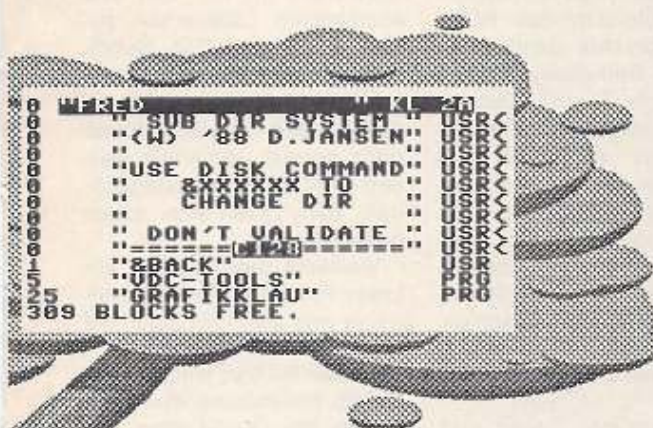 0 "FRED " KL 2A
0 " SUB DIR SYSTEM " USR<
0 "(W) '88 D.JANSEN" USR<
0 " " USR<
0 "USE DISK COMMAND" USR<
0 " &XXXXXX TO " USR<
0 " CHANGE DIR " USR<
0 " " USR<
0 " DON'T VALIDATE " USR<
0 "====== ======" USR<
1 "&BACK" USR
5 "VDC-TOOLS" PRG
25 "GRAFIKKLAU" PRG
309 BLOCKS FREE.